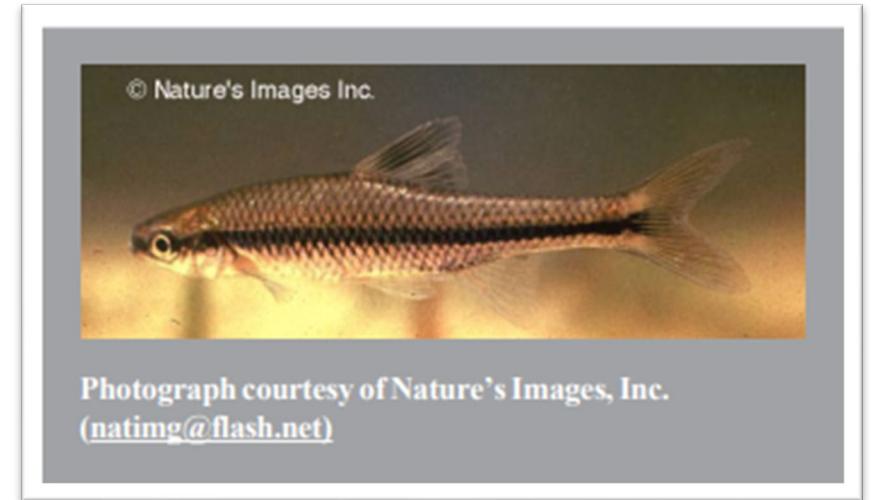 © Nature's Images Inc.
Photograph courtesy of Nature’s Images, Inc.
(natimg@flash.net)